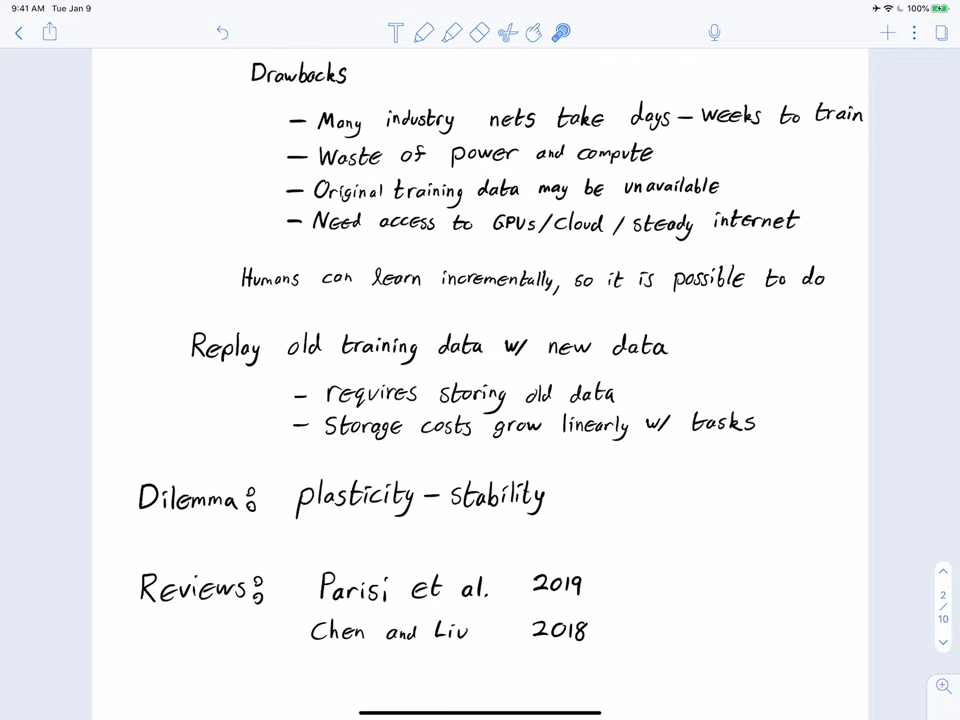 9:41 AM Tue Jan 9
100%
T
Drawbacks
– Many industry nets take days – weeks to train
– Waste of power and compute
– Original training data may be unavailable
– Need access to GPUs/Cloud / steady internet
Humans can learn incrementally, so it is possible to do
Replay old training data w/ new data
– requires storing old data
– Storage costs grow linearly w/ tasks
Dilemma: plasticity – stability
Reviews: Parisi et al. 2019
Chen and Liu 2018
2
/
10